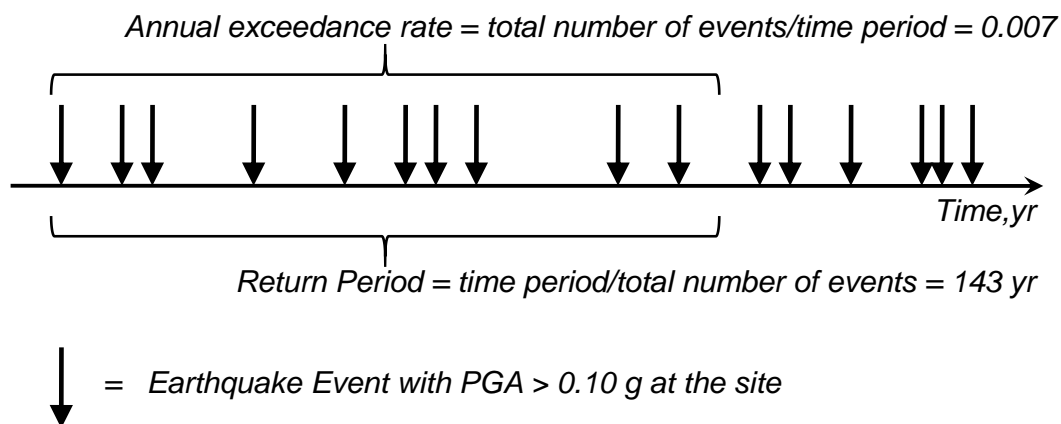 Annual exceedance rate = total number of events/time period = 0.007
Time,yr
Return Period = time period/total number of events = 143 yr
= Earthquake Event with PGA > 0.10 g at the site